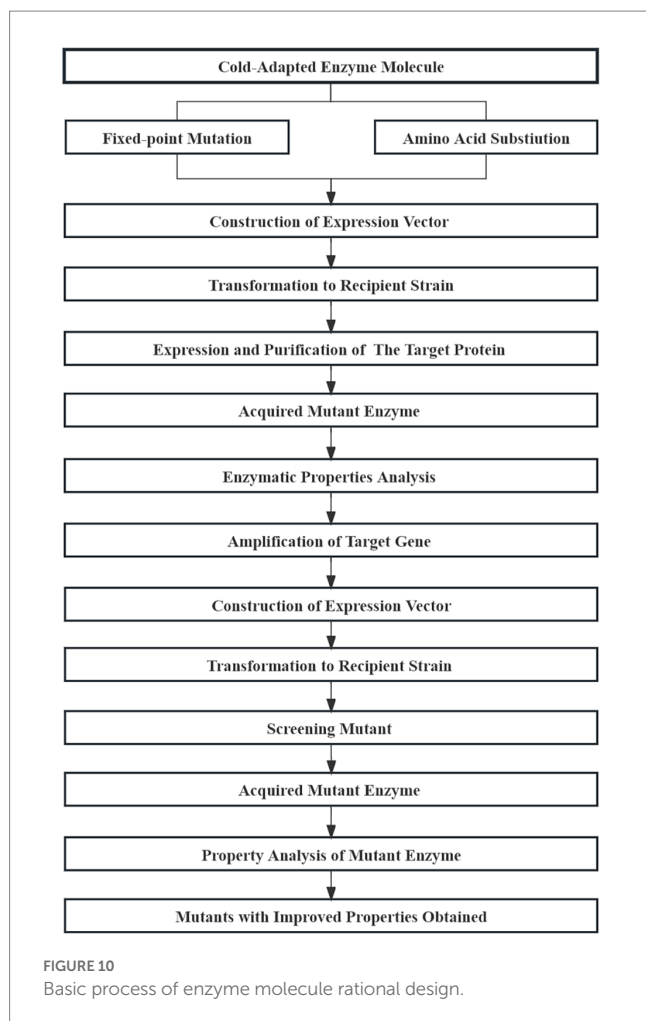 Cold-Adapted Enzyme Molecule
Fixed-point Mutation
Amino Acid Substiution
Construction of Expression Vector
Transformation to Recipient Strain
Expression and Purification of The Target Protein
Acquired Mutant Enzyme
Enzymatic Properties Analysis
Amplification of Target Gene
Construction of Expression Vector
Transformation to Recipient Strain
Screening Mutant
Acquired Mutant Enzyme
Property Analysis of Mutant Enzyme
Mutants with Improved Properties Obtained
FIGURE 10
Basic process of enzyme molecule rational design.